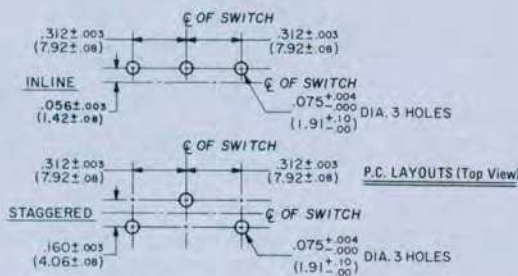 ℄ OF SWITCH
.312±.003
(7.92±.08)
.312±.003
(7.92±.08)
INLINE
℄ OF SWITCH
.056±.003
(1.42±.08)
.075+.004-.000
(1.91+.10-.00)
DIA. 3 HOLES
℄ OF SWITCH
.312±.003
(7.92±.08)
.312±.003
(7.92±.08)
P.C. LAYOUTS (Top View)
STAGGERED
℄ OF SWITCH
.160±.003
(4.06±.08)
.075+.004-.000
(1.91+.10-.00)
DIA. 3 HOLES